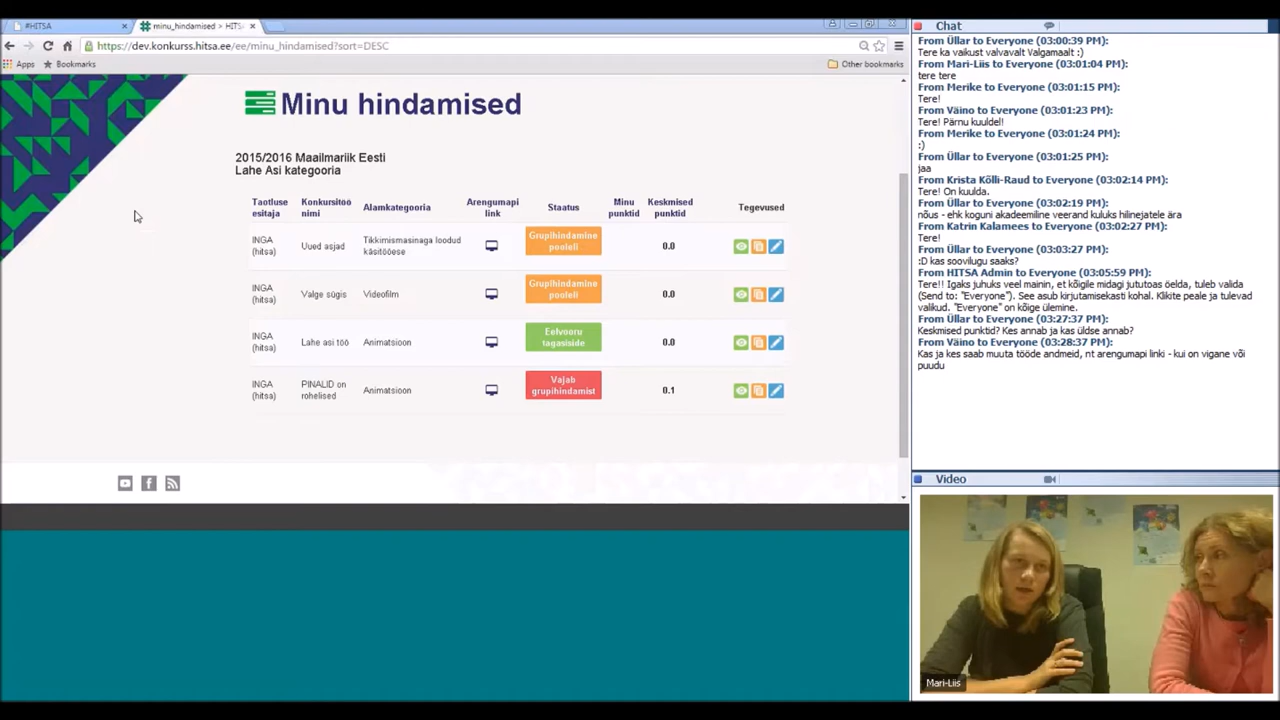 #HITSA
minu_hindamised > HITS
https://dev.konkurss.hitsa.ee/ee/minu_hindamised?sort=DESC
Apps Bookmarks Other bookmarks
Minu hindamised
2015/2016 Maailmariik Eesti
Lahe Asi kategooria
Taotluse esitaja Konkursitöö nimi Alamkategooria Arengumapi link Staatus Minu punktid Keskmised punktid Tegevused
INGA (hitsa) Uued asjad Tikkimismasinaga loodud käsitööese Grupihindamine pooleli 0.0
INGA (hitsa) Valge sügis Videofilm Grupihindamine pooleli 0.0
INGA (hitsa) Lahe asi töö Animatsioon Eelvooru tagasiside 0.0
INGA (hitsa) PINALID on rohelised Animatsioon Vajab grupihindamist 0.1
Chat
From Üllar to Everyone (03:00:39 PM):
Tere ka vaikust valvavalt Valgamaalt :)
From Mari-Liis to Everyone (03:01:04 PM):
tere tere
From Merike to Everyone (03:01:15 PM):
Tere!
From Väino to Everyone (03:01:23 PM):
Tere! Pärnu kuuldel!
From Merike to Everyone (03:01:24 PM):
:)
From Üllar to Everyone (03:01:25 PM):
jaa
From Krista Kõlli-Raud to Everyone (03:02:14 PM):
Tere! On kuulda.
From Üllar to Everyone (03:02:19 PM):
nõus - ehk koguni akadeemiline veerand kuluks hilinejatele ära
From Katrin Kalamees to Everyone (03:02:27 PM):
Tere!
From Üllar to Everyone (03:03:27 PM):
:D kas soovilugu saaks?
From HITSA Admin to Everyone (03:05:59 PM):
Tere!! Igaks juhuks veel mainin, et kõigile midagi jututoas öelda, tuleb valida
(Send to: "Everyone"). See asub kirjutamisekasti kohal. Klikite peale ja tulevad
valikud. "Everyone" on kõige ülemine.
From Üllar to Everyone (03:27:37 PM):
Keskmised punktid? Kes annab ja kas üldse annab?
From Väino to Everyone (03:28:37 PM):
Kas ja kes saab muuta tööde andmeid, nt arengumapi linki - kui on vigane või
puudu
Video
Mari-Liis